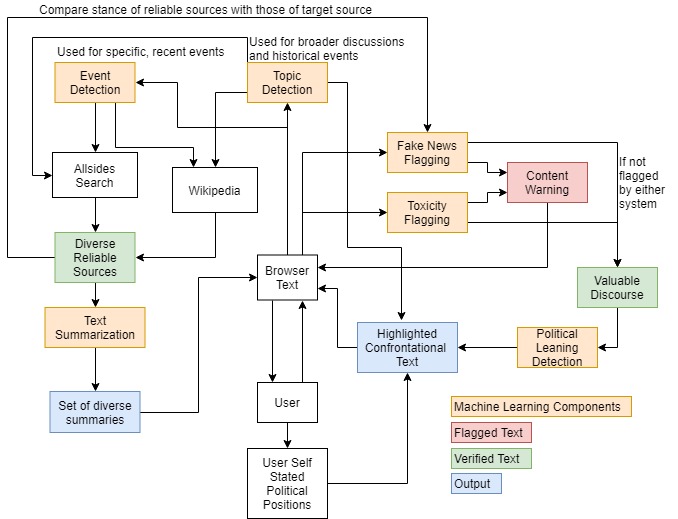 Compare stance of reliable sources with those of target source
Used for specific, recent events
Used for broader discussions
and historical events
Event
Detection
Topic
Detection
Fake News
Flagging
If not
flagged
by either
system
Allsides
Search
Wikipedia
Content
Warning
Toxicity
Flagging
Diverse
Reliable
Sources
Browser
Text
Valuable
Discourse
Text
Summarization
Highlighted
Confrontational
Text
Political
Leaning
Detection
Set of diverse
summaries
User
User Self
Stated
Political
Positions
Machine Learning Components
Flagged Text
Verified Text
Output